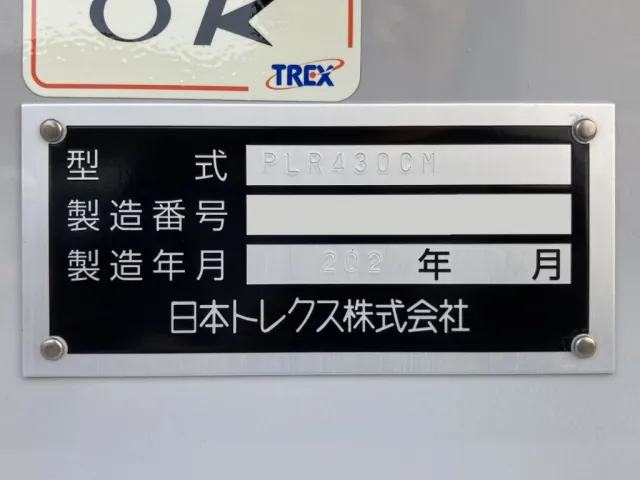 OK
TREX
型 式 PLR430CM
製造番号
製造年月 202 年 月
日本トレクス株式会社